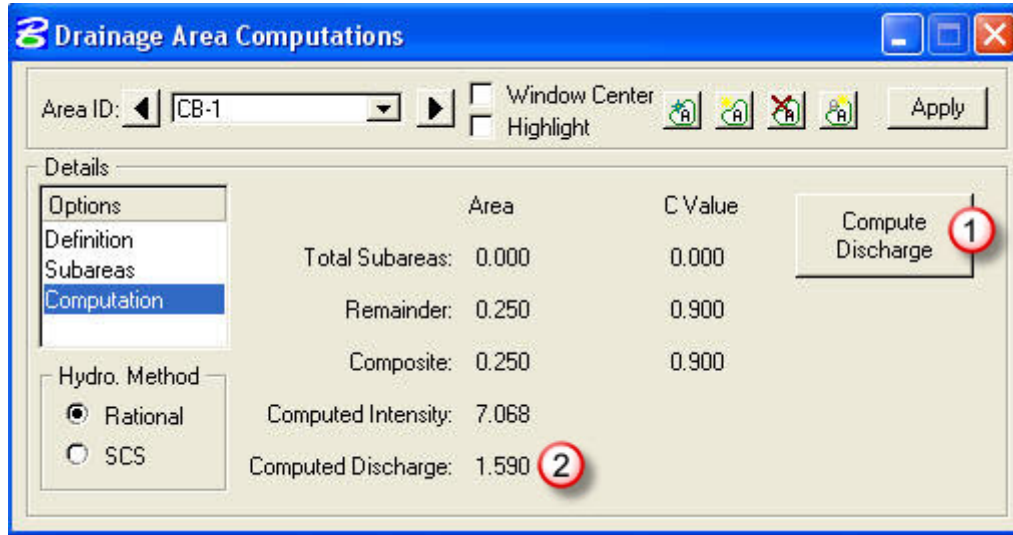 Drainage Area Computations
Area ID: CB-1 Window Center Apply
Highlight
Details
Options Area C Value Compute Discharge 1
Definition
Subareas
Computation
Total Subareas: 0.000 0.000
Remainder: 0.250 0.900
Composite: 0.250 0.900
Hydro. Method
Rational
SCS
Computed Intensity: 7.068
Computed Discharge: 1.590 2